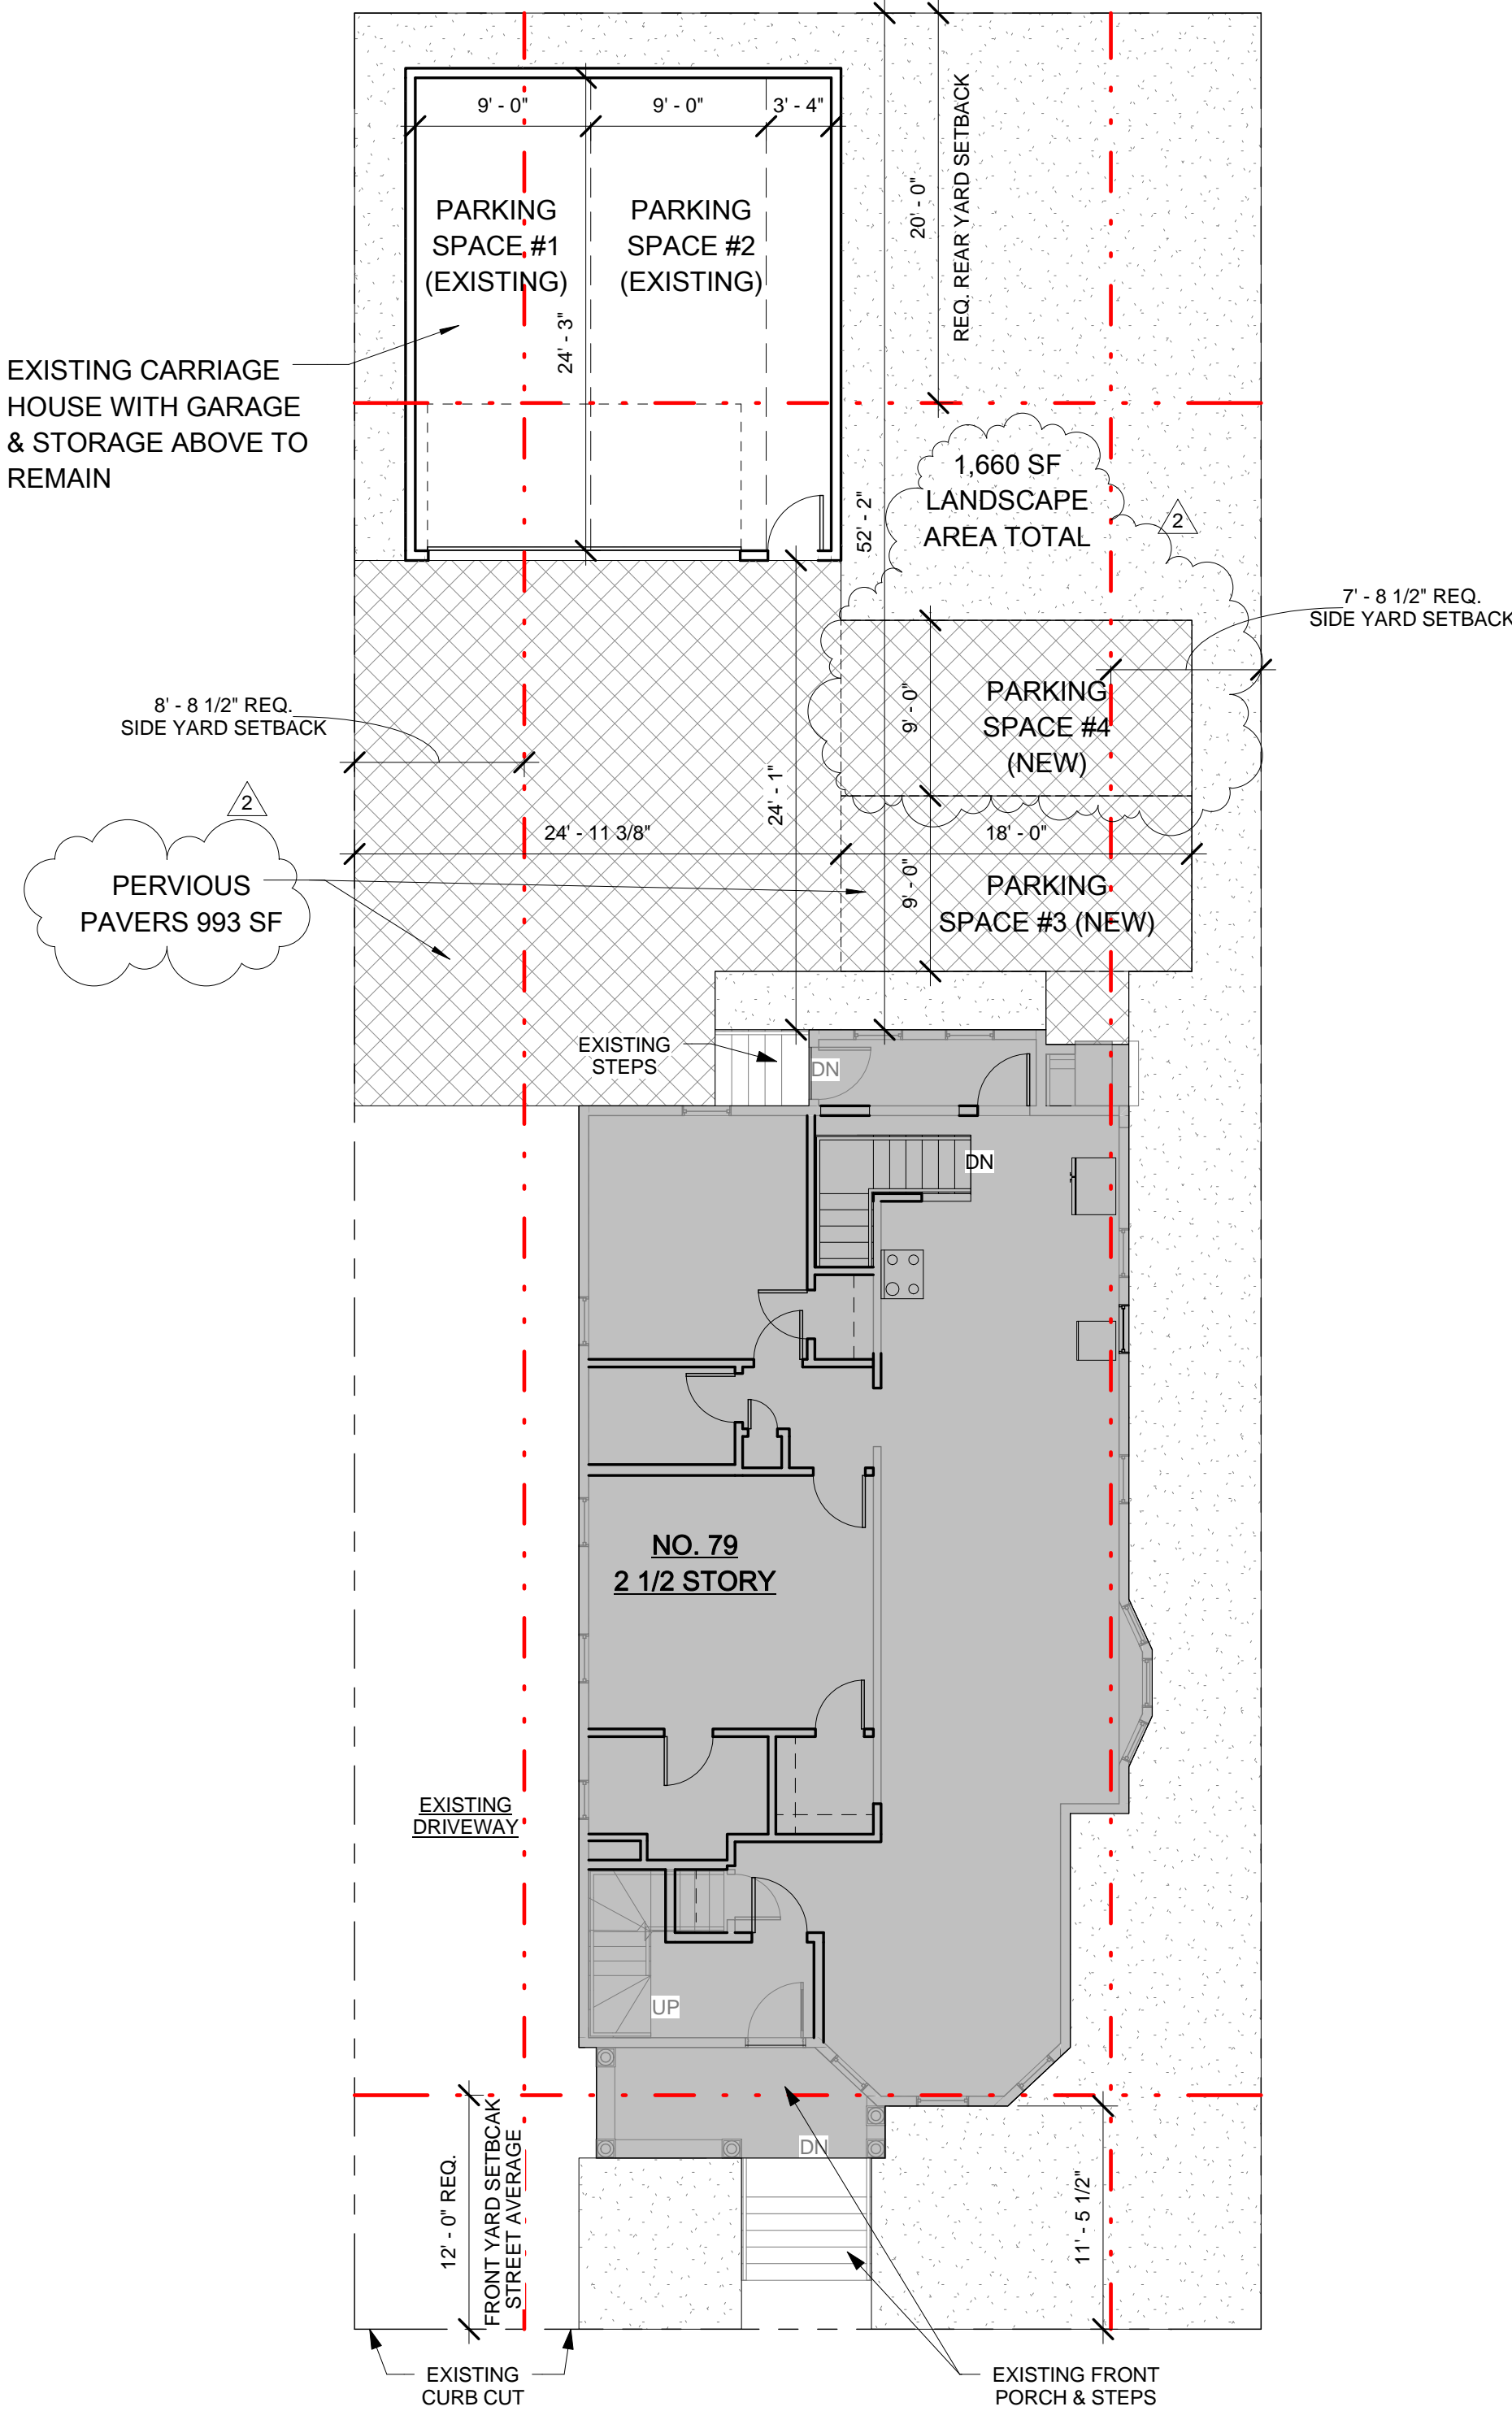 9' - 0"
9' - 0"
3' - 4"
PARKING
SPACE #1
(EXISTING)
PARKING
SPACE #2
(EXISTING)
24' - 3"
20' - 0"
REQ. REAR YARD SETBACK
EXISTING CARRIAGE
HOUSE WITH GARAGE
& STORAGE ABOVE TO
REMAIN
1,660 SF
LANDSCAPE
AREA TOTAL
2
52' - 2"
7' - 8 1/2" REQ.
SIDE YARD SETBACK
8' - 8 1/2" REQ.
SIDE YARD SETBACK
9' - 0"
PARKING
SPACE #4
(NEW)
24' - 1"
2
24' - 11 3/8"
18' - 0"
PERVIOUS
PAVERS 993 SF
9' - 0"
PARKING
SPACE #3 (NEW)
EXISTING
STEPS
DN
DN
NO. 79
2 1/2 STORY
EXISTING
DRIVEWAY
UP
DN
12' - 0" REQ.
FRONT YARD SETBCAK
STREET AVERAGE
11' - 5 1/2"
EXISTING
CURB CUT
EXISTING FRONT
PORCH & STEPS